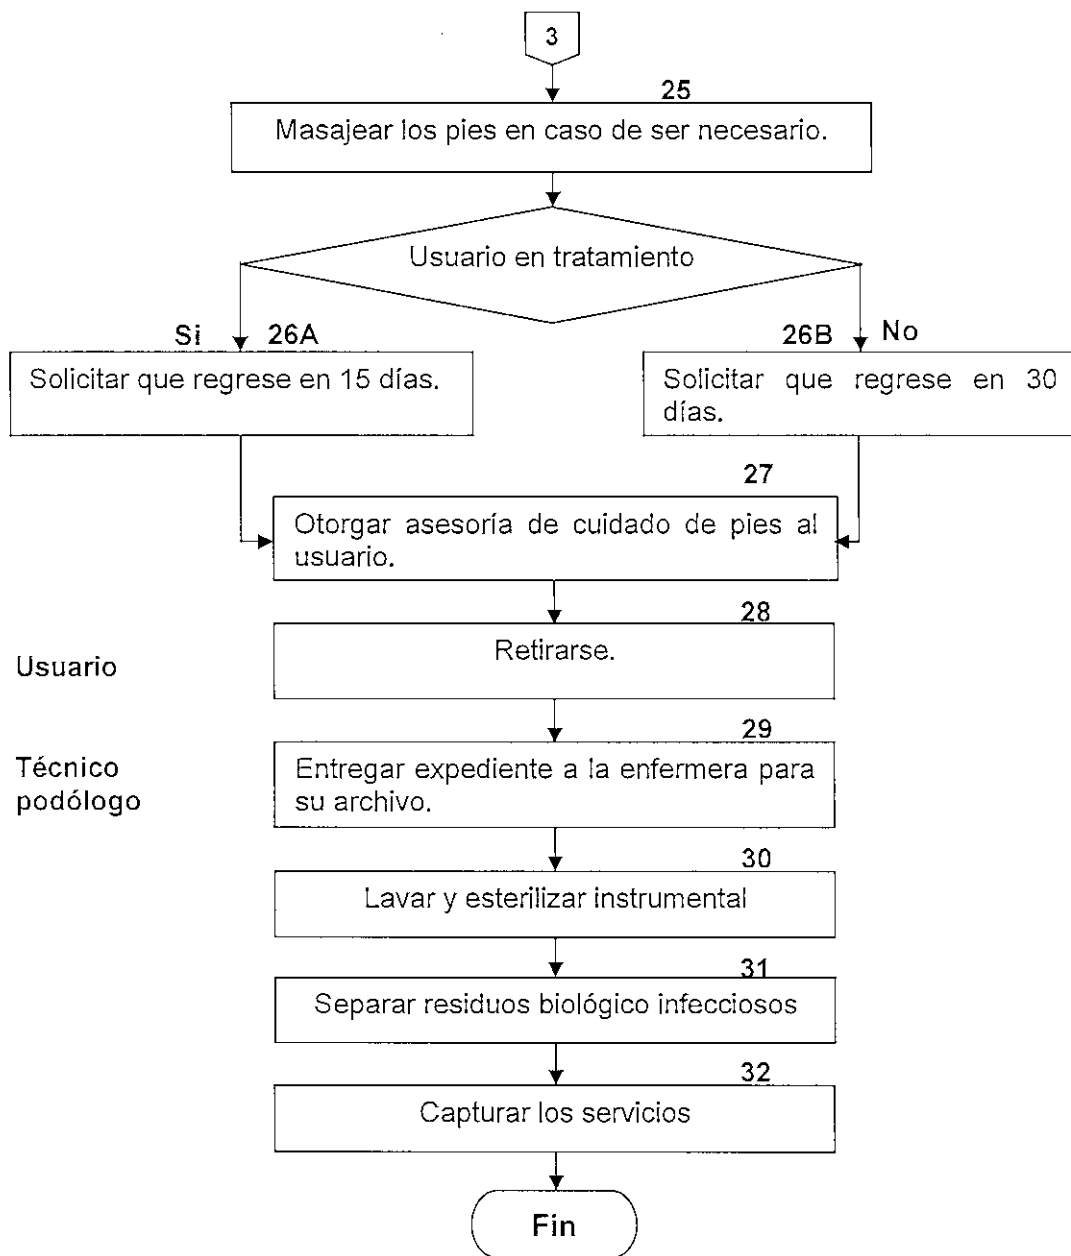 3
25
Masajear los pies en caso de ser necesario.
Usuario en tratamiento
Si 26A
26B No
Solicitar que regrese en 15 días.
Solicitar que regrese en 30
días.
27
Otorgar asesoría de cuidado de pies al
usuario.
28
Usuario
Retirarse.
29
Técnico
podólogo
Entregar expediente a la enfermera para
su archivo.
30
Lavar y esterilizar instrumental
31
Separar residuos biológico infecciosos
32
Capturar los servicios
Fin